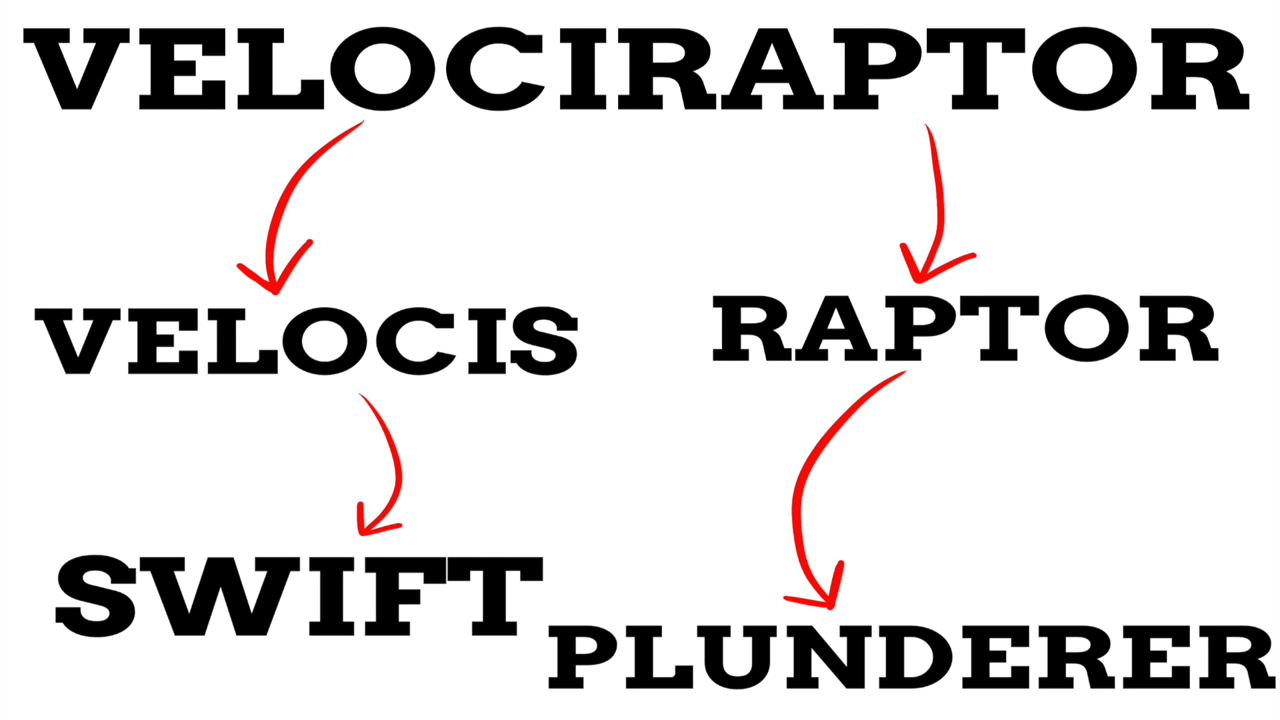 VELOCIRAPTOR
VELOCIS
RAPTOR
SWIFT
PLUNDERER